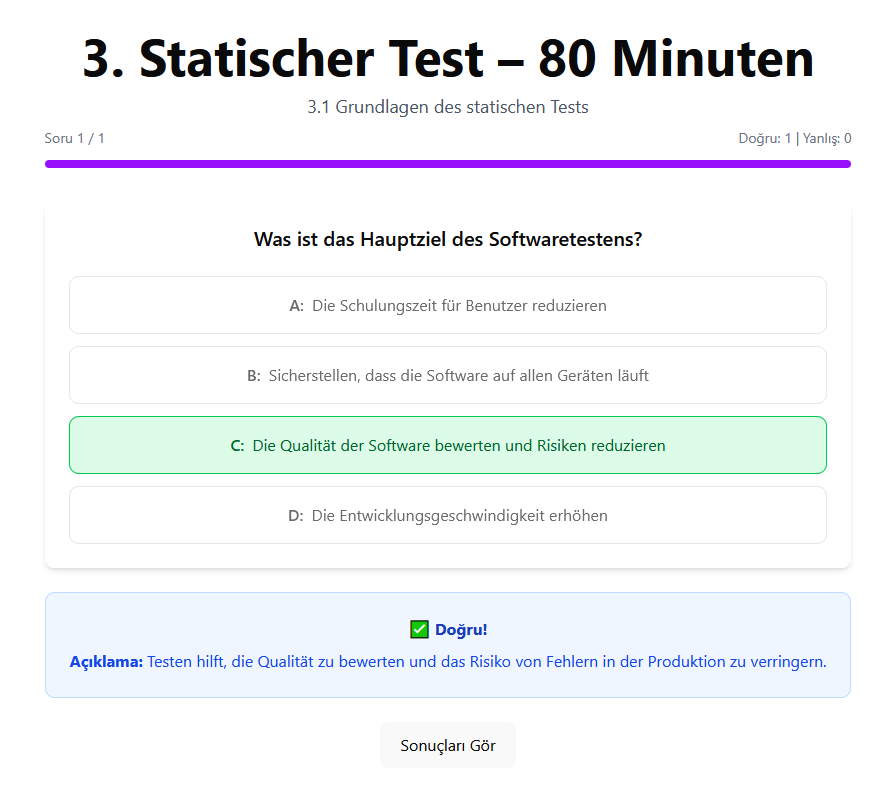 3. Statischer Test – 80 Minuten
3.1 Grundlagen des statischen Tests
Soru 1 / 1
Doğru: 1 | Yanlış: 0
Was ist das Hauptziel des Softwaretestens?
A: Die Schulungszeit für Benutzer reduzieren
B: Sicherstellen, dass die Software auf allen Geräten läuft
C: Die Qualität der Software bewerten und Risiken reduzieren
D: Die Entwicklungsgeschwindigkeit erhöhen
✅ Doğru!
Açıklama: Testen hilft, die Qualität zu bewerten und das Risiko von Fehlern in der Produktion zu verringern.
Sonuçları Gör